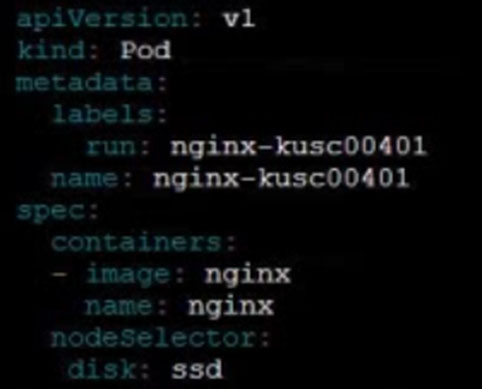 apiVersion: v1
kind: Pod
metadata:
  labels:
    run: nginx-kusc00401
  name: nginx-kusc00401
spec:
  containers:
  - image: nginx
    name: nginx
  nodeSelector:
   disk: ssd